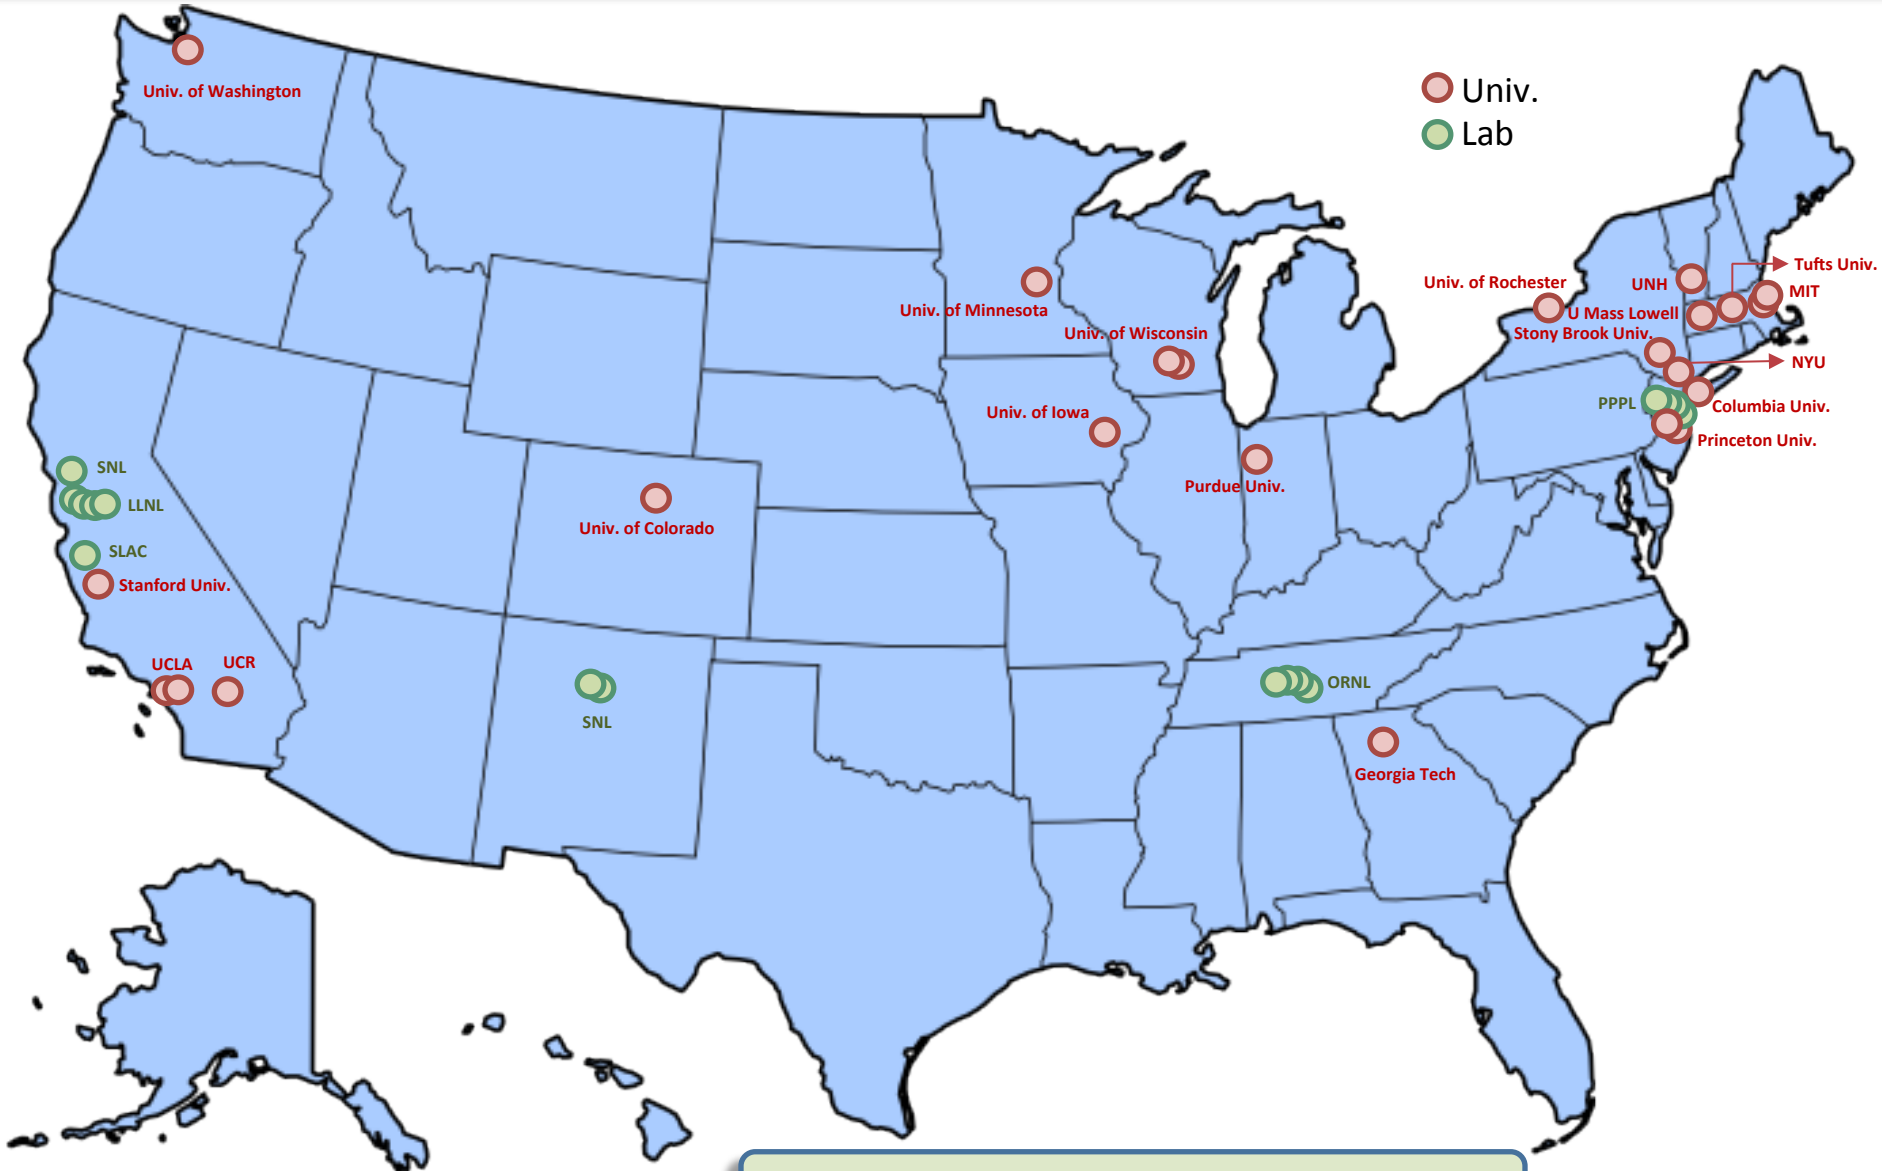 Univ.
Lab
Univ. of Washington
Univ. of Minnesota
Univ. of Wisconsin
Univ. of Rochester
UNH
Tufts Univ.
MIT
U Mass Lowell
Stony Brook Univ.
NYU
PPPL
Columbia Univ.
Princeton Univ.
Univ. of Iowa
Purdue Univ.
SNL
LLNL
Univ. of Colorado
SLAC
Stanford Univ.
UCLA
UCR
SNL
ORNL
Georgia Tech